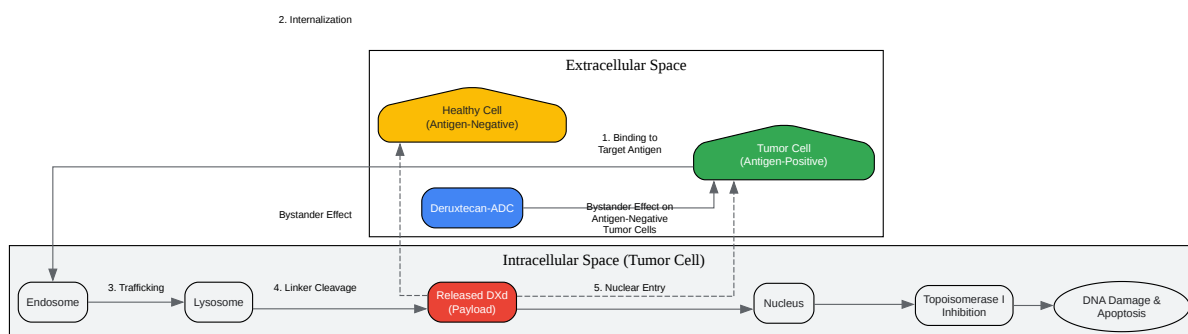 2. Internalization
Extracellular Space
Healthy Cell
(Antigen-Negative)
1. Binding to
Target Antigen
Tumor Cell
(Antigen-Positive)
Deruxtecan-ADC
Bystander Effect
Bystander Effect on
Antigen-Negative
Tumor Cells
Intracellular Space (Tumor Cell)
Endosome
3. Trafficking
Lysosome
4. Linker Cleavage
Released DXd
(Payload)
5. Nuclear Entry
Nucleus
Topoisomerase I
Inhibition
DNA Damage &
Apoptosis